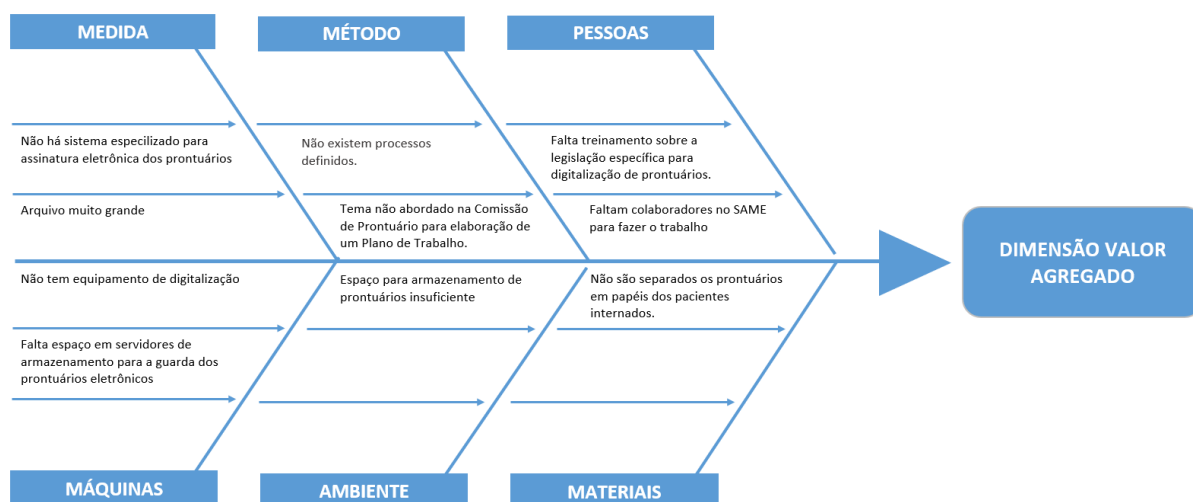 MEDIDA
MÉTODO
PESSOAS
Não há sistema especilizado para
assinatura eletrônica dos prontuários
Não existem processos
definidos.
Falta treinamento sobre a
legislação específica para
digitalização de prontuários.
Arquivo muito grande
Tema não abordado na Comissão
de Prontuário para elaboração de
um Plano de Trabalho.
Faltam colaboradores no SAME
para fazer o trabalho
DIMENSÃO VALOR
AGREGADO
Não tem equipamento de digitalização
Espaço para armazenamento de
prontuários insuficiente
Não são separados os prontuários
em papéis dos pacientes
internados.
Falta espaço em servidores de
armazenamento para a guarda dos
prontuários eletrônicos
MÁQUINAS
AMBIENTE
MATERIAIS